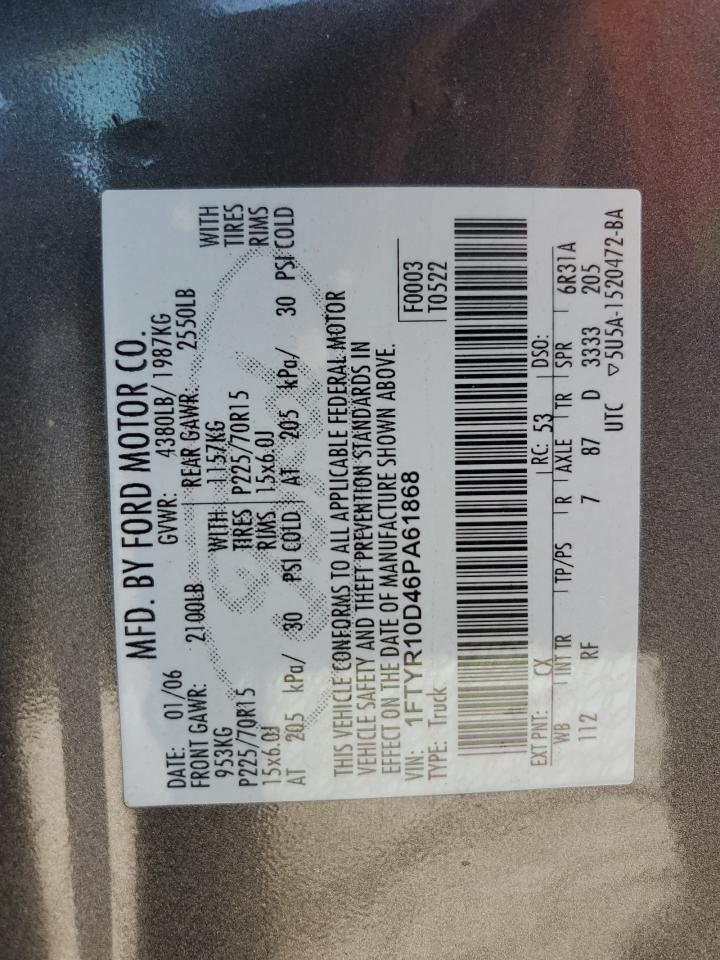 MFD. BY FORD MOTOR CO.
DATE: 01/06 GVWR: 4380LB/ 1987KG
FRONT GAWR: 2100LB REAR GAWR: 2550LB
953KG WITH 1157KG WITH
P225/70R15 TIRES P225/70R15 TIRES
15x6.0J RIMS 15x6.0J RIMS
AT 205 kPa/ 30 PSI COLD AT 205 kPa/ 30 PSI COLD
THIS VEHICLE CONFORMS TO ALL APPLICABLE FEDERAL MOTOR
VEHICLE SAFETY AND THEFT PREVENTION STANDARDS IN
EFFECT ON THE DATE OF MANUFACTURE SHOWN ABOVE.
VIN: 1FTYR10D46PA61868 F0003
TYPE: Truck T0522
EXT PNT: CX RC: 53 DSO:
WB INT TR TP/PS R AXLE TR SPR 6R31A
112 RF 7 87 D 3333 205
UTC ▽5U5A-1520472-BA